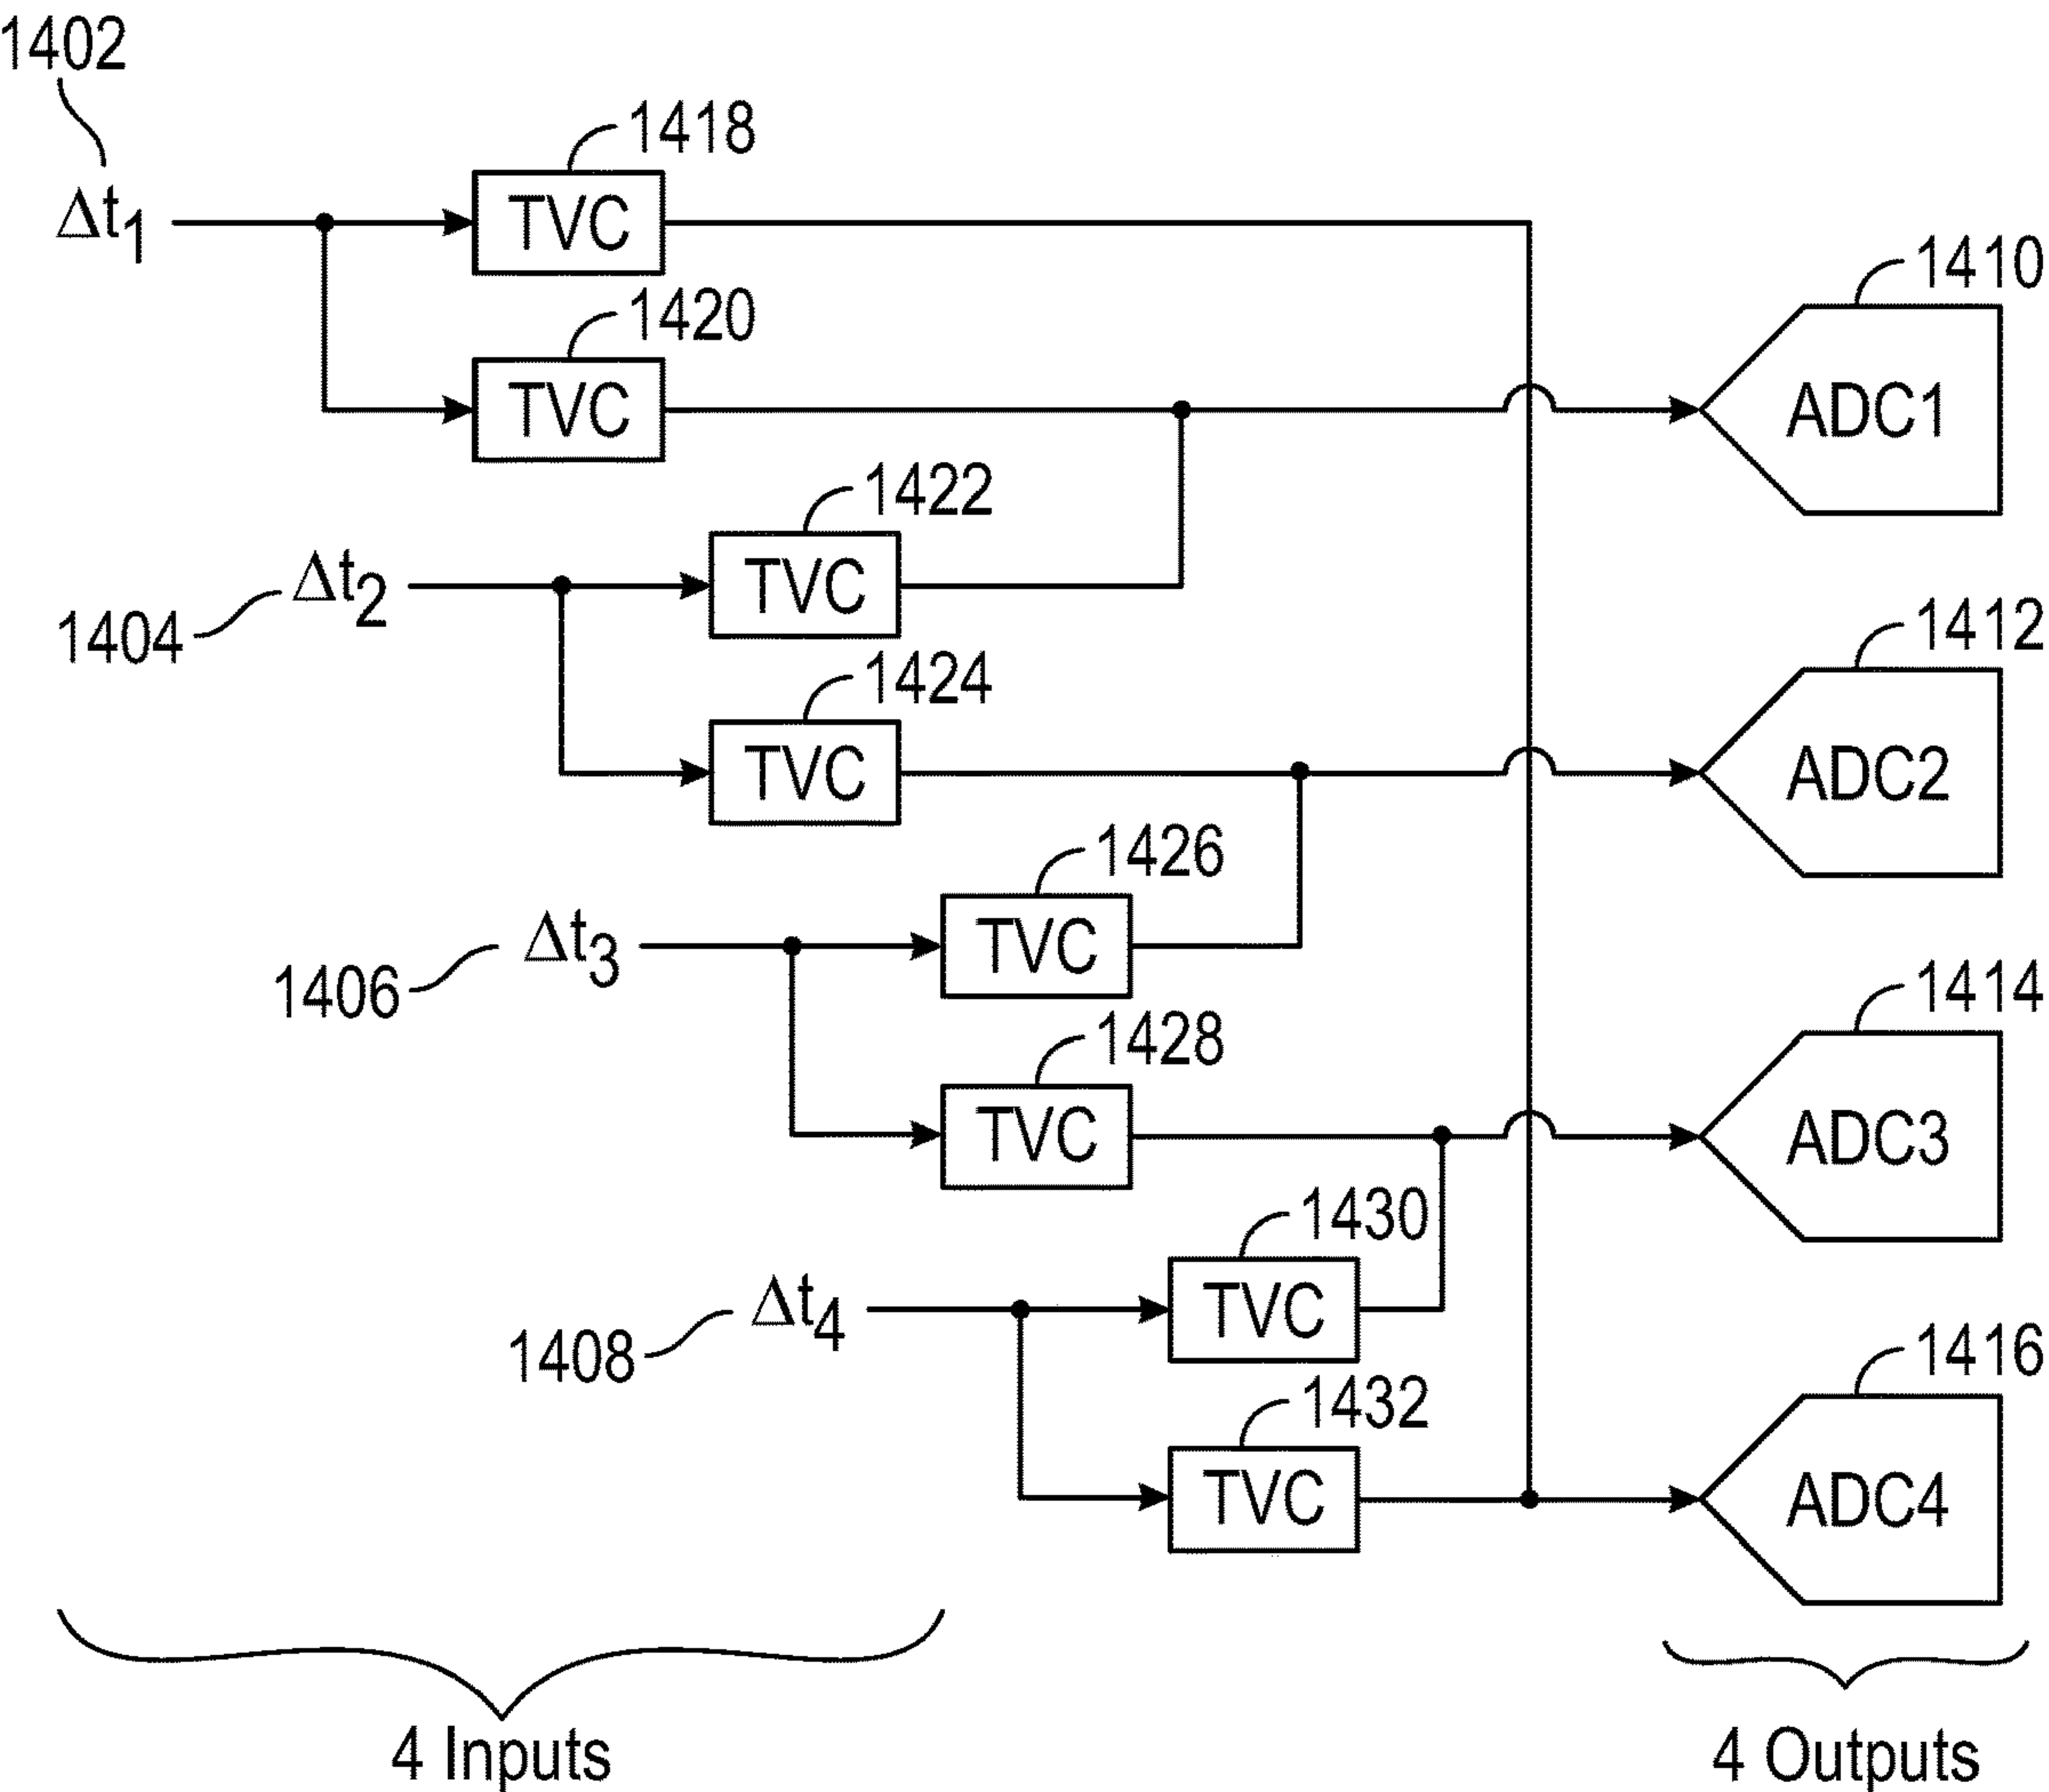 1402
1418
Δt1
TVC
1410
1420
TVC
ADC1
1422
Δt2
TVC
1404
1412
1424
TVC
ADC2
1426
Δt3
TVC
1406
1414
1428
TVC
ADC3
1430
Δt4
TVC
1408
1416
1432
TVC
ADC4
4 Inputs
4 Outputs